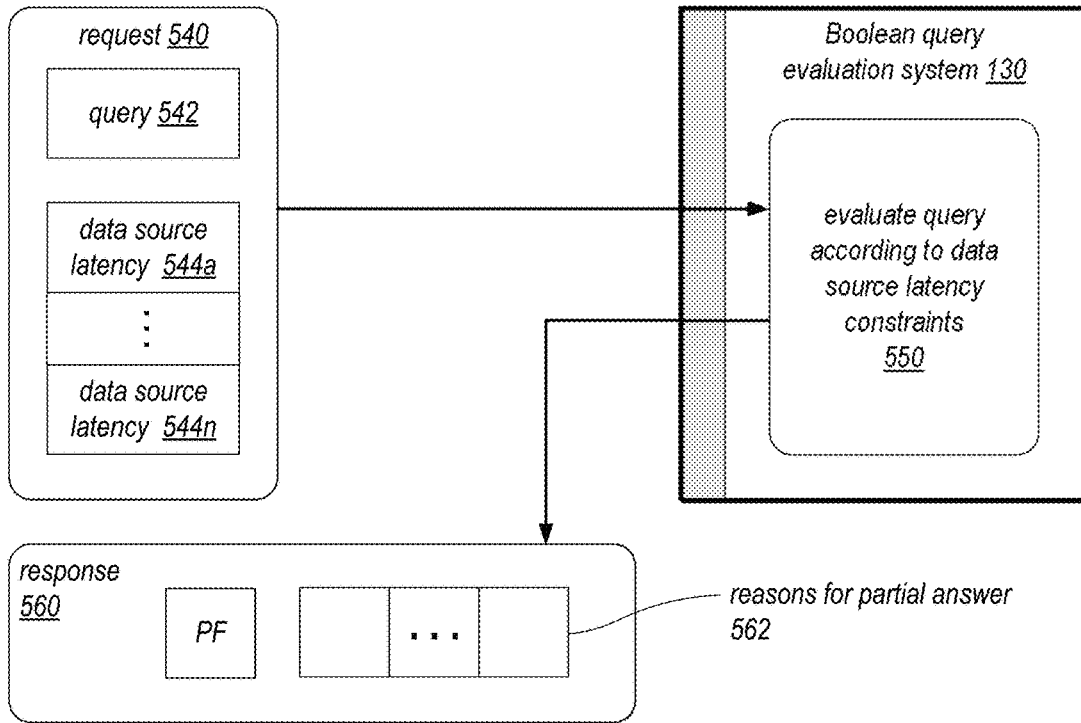 request 540
query 542
data source
latency 544a
data source
latency 544n
Boolean query
evaluation system 130
evaluate query
according to data
source latency
constraints
550
response
560
PF
reasons for partial answer
562